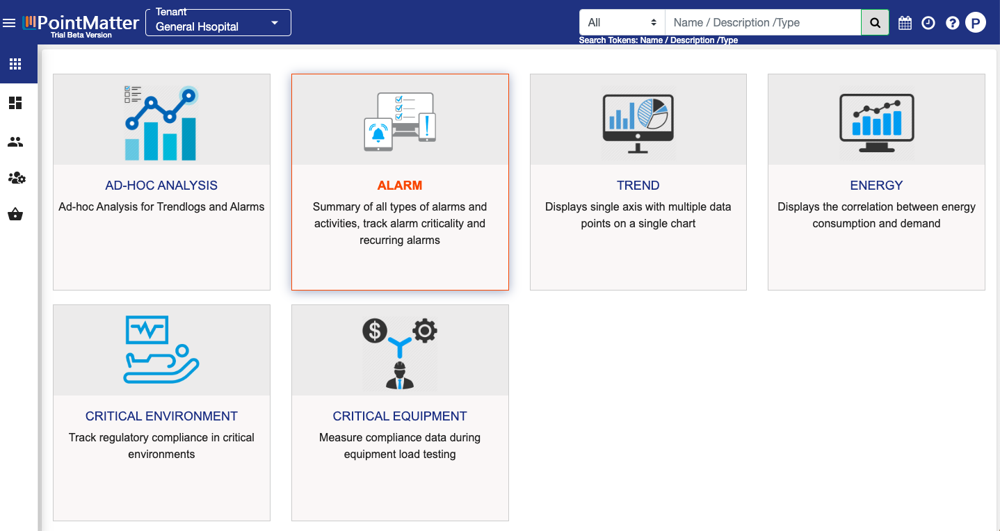 Tenant
PointMatter
General Hsopital
All
Name / Description /Type
P
Trial Beta Version
Search Tokens: Name / Description /Type
AD-HOC ANALYSIS
Ad-hoc Analysis for Trendlogs and Alarms
ALARM
Summary of all types of alarms and
activities, track alarm criticality and
recurring alarms
TREND
Displays single axis with multiple data
points on a single chart
ENERGY
Displays the correlation between energy
consumption and demand
CRITICAL ENVIRONMENT
Track regulatory compliance in critical
environments
$
CRITICAL EQUIPMENT
Measure compliance data during
equipment load testing